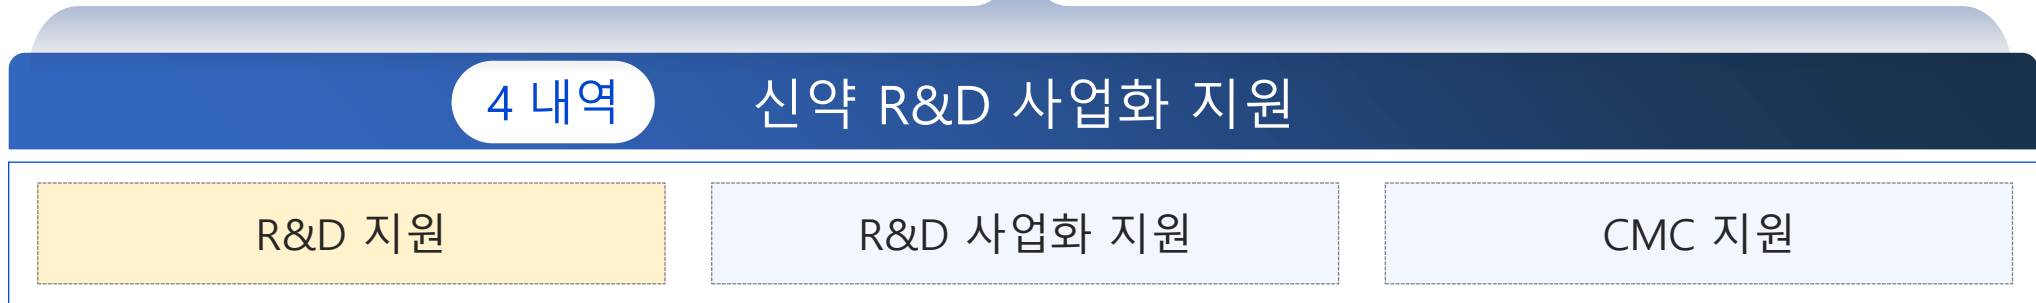 4 내역 신약 R&D 사업화 지원
R&D 지원 R&D 사업화 지원 CMC 지원